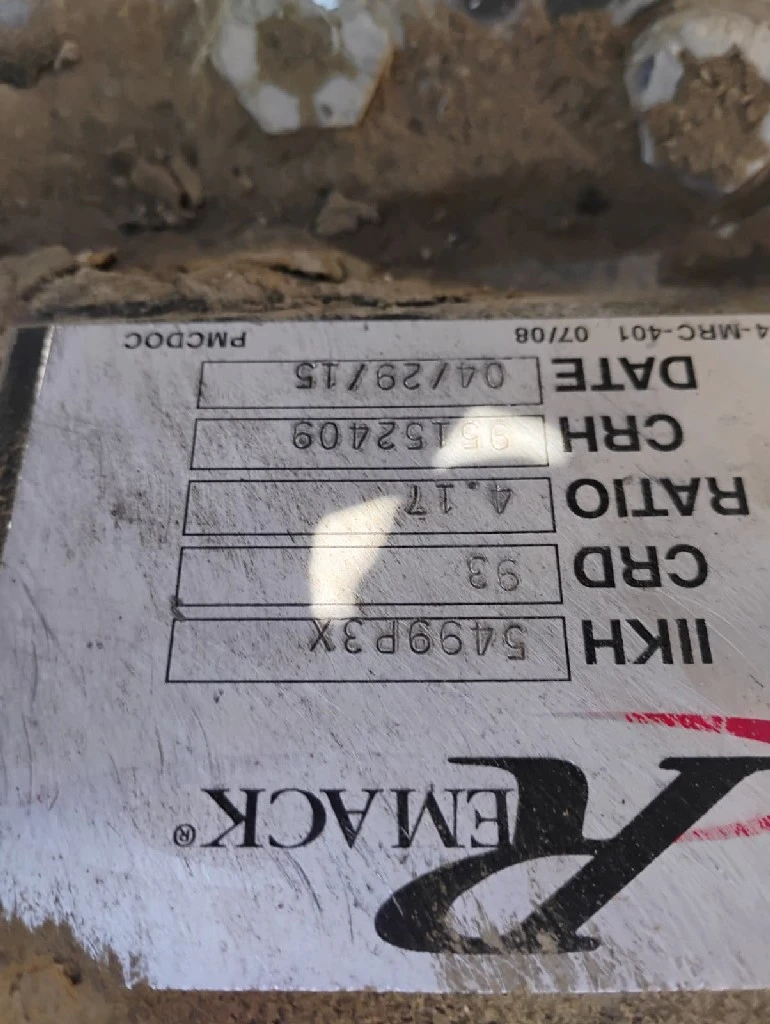 REMACK®
IIKH 5499P3X
CRD 93
RATIO 4.17
CRH 95152409
DATE 04/29/15
4-MRC-401 07/08 PMCDOC